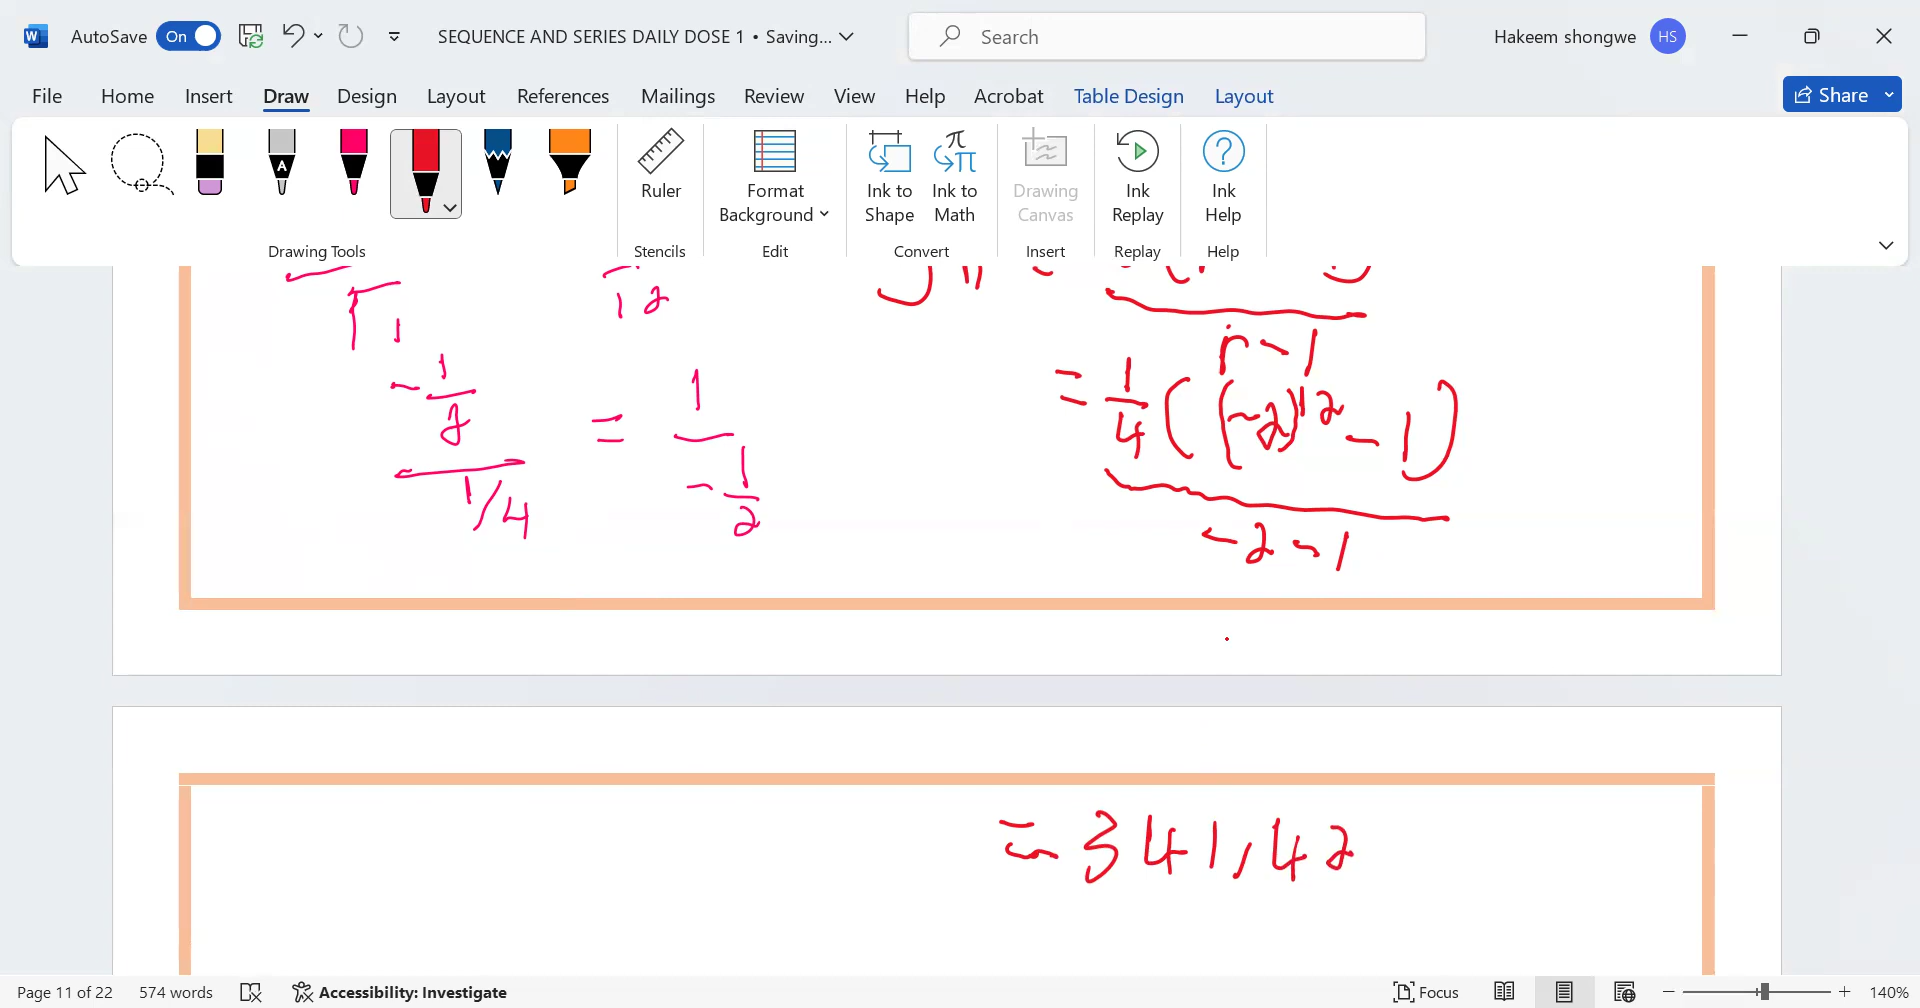 AutoSave On SEQUENCE AND SERIES DAILY DOSE 1 • Saving... Search Hakeem shongwe HS
File Home Insert Draw Design Layout References Mailings Review View Help Acrobat Table Design Layout Share
A
Ruler Format Background Ink to Shape Ink to Math Drawing Canvas Ink Replay Ink Help
Drawing Tools Stencils Edit Convert Insert Replay Help
T1 12
r - 1
-1/2 / 1/4 = 1 / -1/2
= 1/4((-2)^12 - 1)
-2 - 1
= - 341,42
Page 11 of 22 574 words Accessibility: Investigate Focus 140%